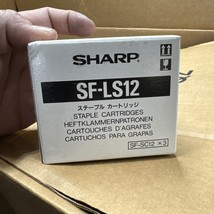 SHARP
SF-LS12
ステープル カートリッジ
STAPLE CARTRIDGES
HEFTKLAMMERNPATRONEN
CARTOUCHES D'AGRAFES
CARTUCHOS PARA GRAPAS
SF-SC12 × 3